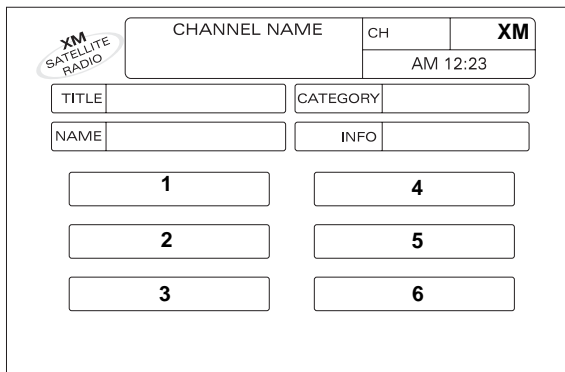 XM
SATELLITE
RADIO
CHANNEL NAME
CH
XM
AM 12:23
TITLE
CATEGORY
NAME
INFO
1
4
2
5
3
6